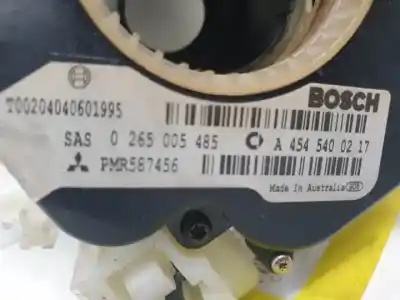 BOSCH
T00204040601995
SAS 0 265 005 485 A 454 540 02 17
PMR587456
Made in Australia